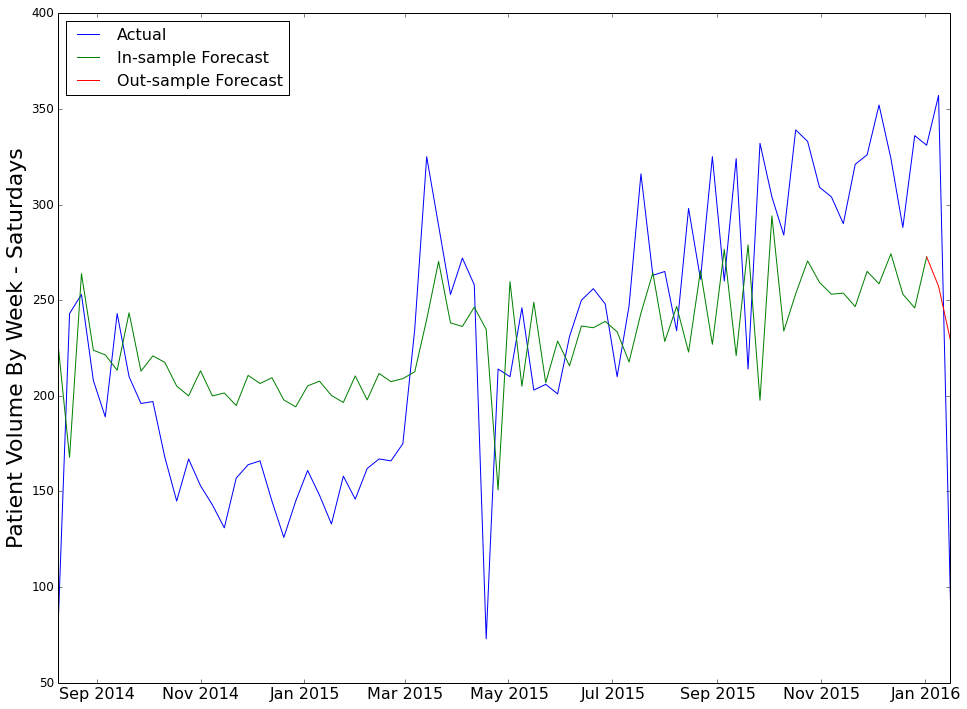 Actual
In-sample Forecast
Out-sample Forecast
Patient Volume By Week - Saturdays
400
350
300
250
200
150
100
50
Sep 2014 Nov 2014 Jan 2015 Mar 2015 May 2015 Jul 2015 Sep 2015 Nov 2015 Jan 2016